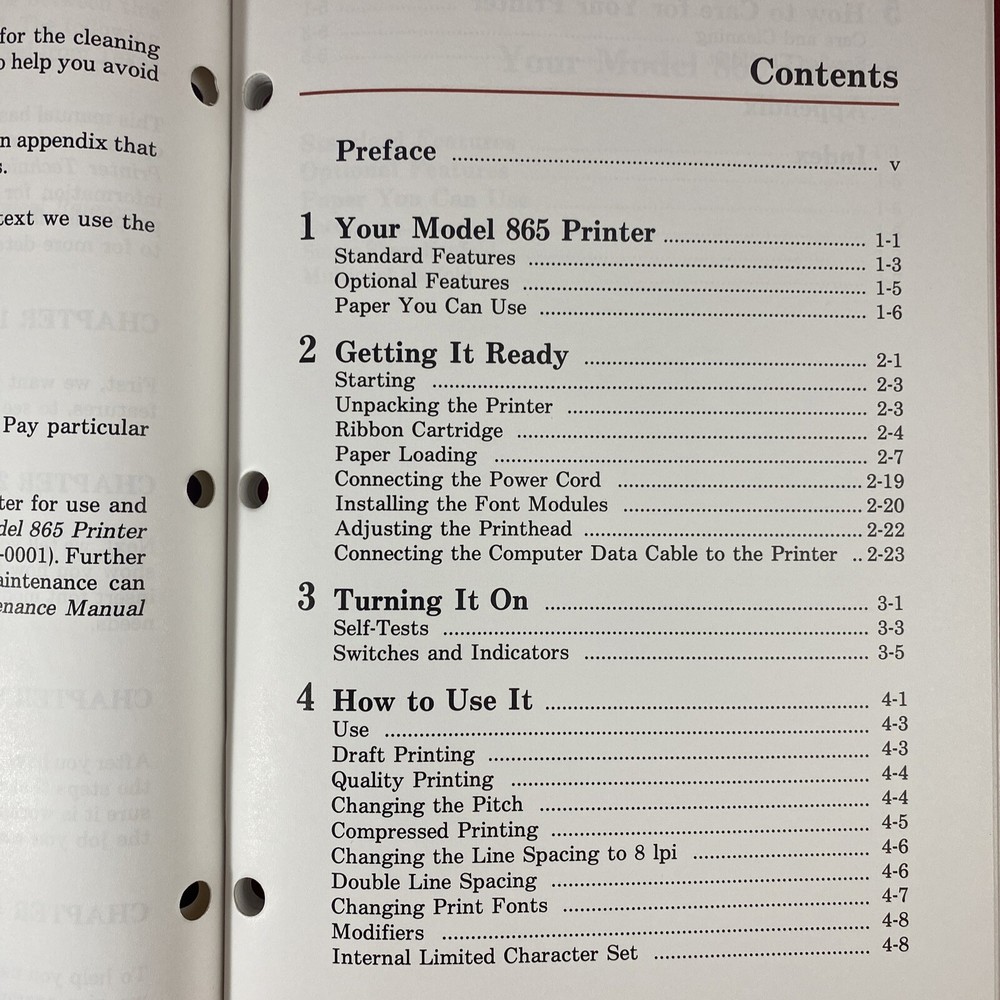 for the cleaning
help you avoid
appendix that
text we use the
Pay particular
for use and
865 Printer
-0001). Further
can
Manual
Contents
Preface ........ v
1 Your Model 865 Printer ........ 1-1
Standard Features ........ 1-3
Optional Features ........ 1-5
Paper You Can Use ........ 1-6
2 Getting It Ready ........ 2-1
Starting ........ 2-3
Unpacking the Printer ........ 2-3
Ribbon Cartridge ........ 2-4
Paper Loading ........ 2-7
Connecting the Power Cord ........ 2-19
Installing the Font Modules ........ 2-20
Adjusting the Printhead ........ 2-22
Connecting the Computer Data Cable to the Printer .. 2-23
3 Turning It On ........ 3-1
Self-Tests ........ 3-3
Switches and Indicators ........ 3-5
4 How to Use It ........ 4-1
Use ........ 4-3
Draft Printing ........ 4-3
Quality Printing ........ 4-4
Changing the Pitch ........ 4-4
Compressed Printing ........ 4-5
Changing the Line Spacing to 8 lpi ........ 4-6
Double Line Spacing ........ 4-6
Changing Print Fonts ........ 4-7
Modifiers ........ 4-8
Internal Limited Character Set ........ 4-8